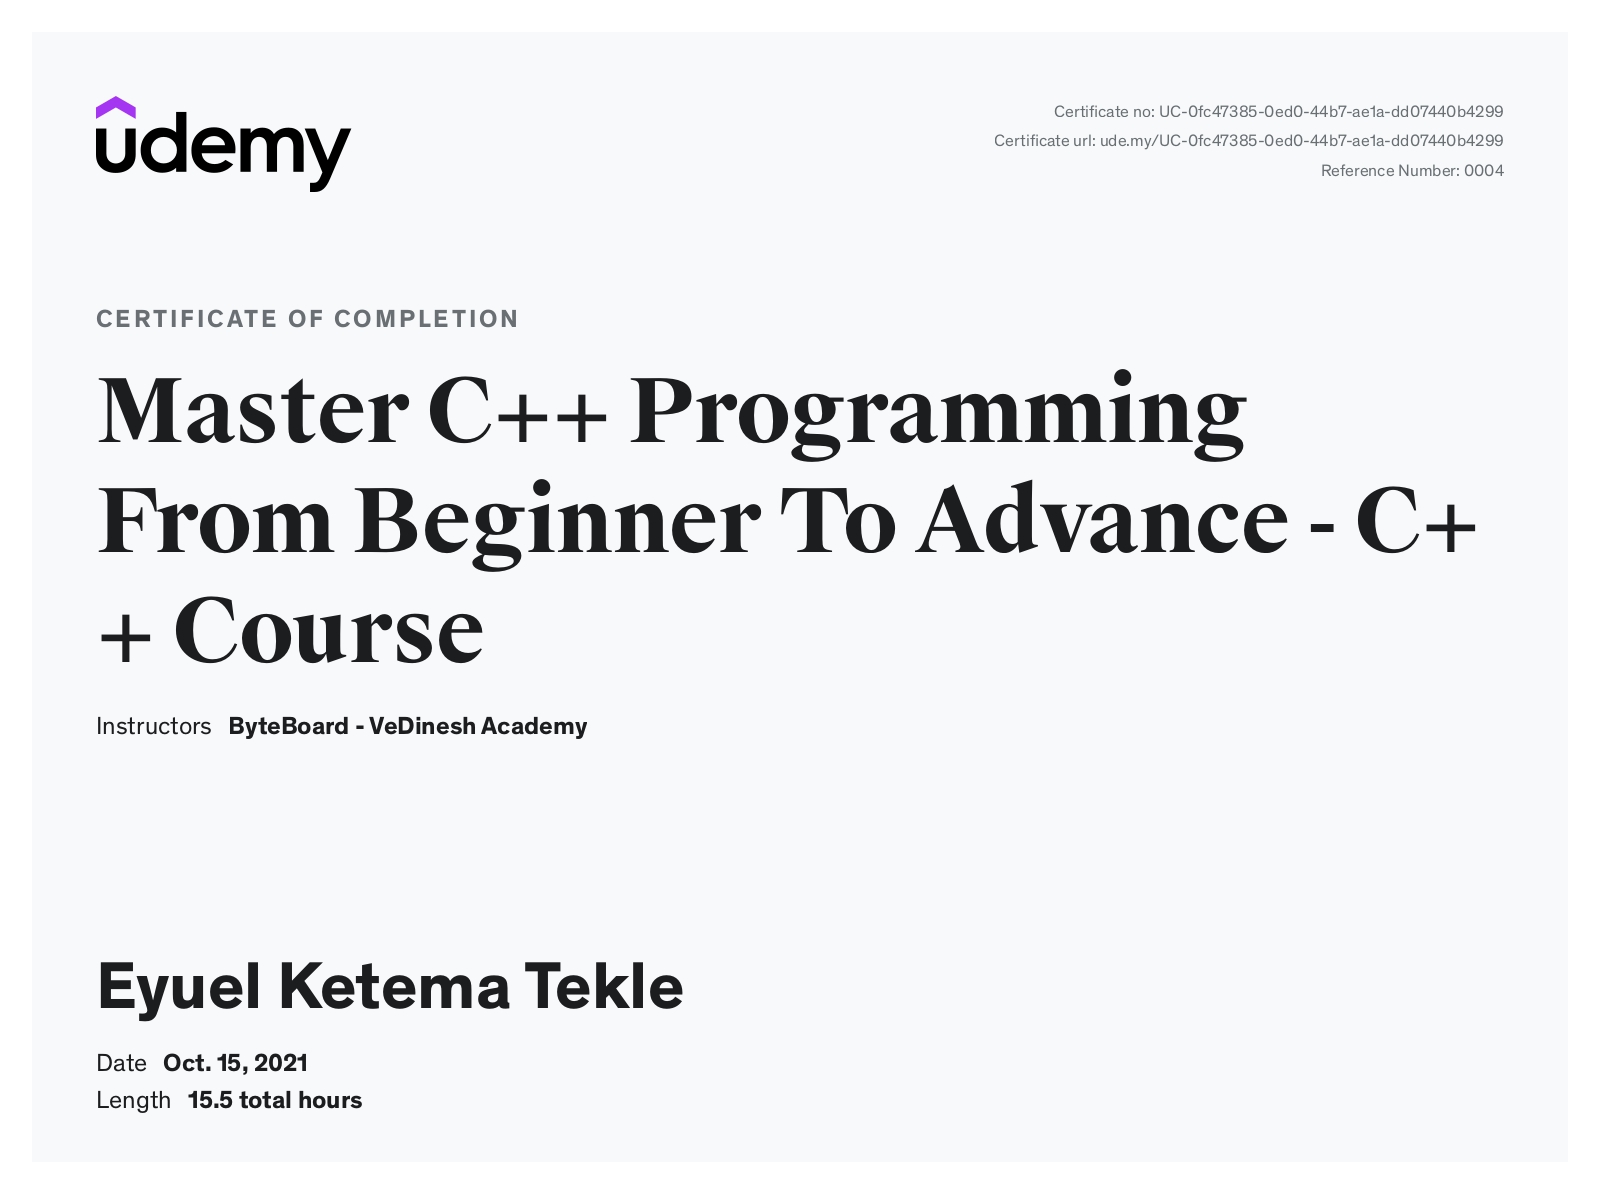 udemy
Certificate no: UC-0fc47385-0ed0-44b7-ae1a-dd07440b4299
Certificate url: ude.my/UC-0fc47385-0ed0-44b7-ae1a-dd07440b4299
Reference Number: 0004
CERTIFICATE OF COMPLETION
Master C++ Programming
From Beginner To Advance - C+
+ Course
Instructors ByteBoard - VeDinesh Academy
Eyuel Ketema Tekle
Date Oct. 15, 2021
Length 15.5 total hours